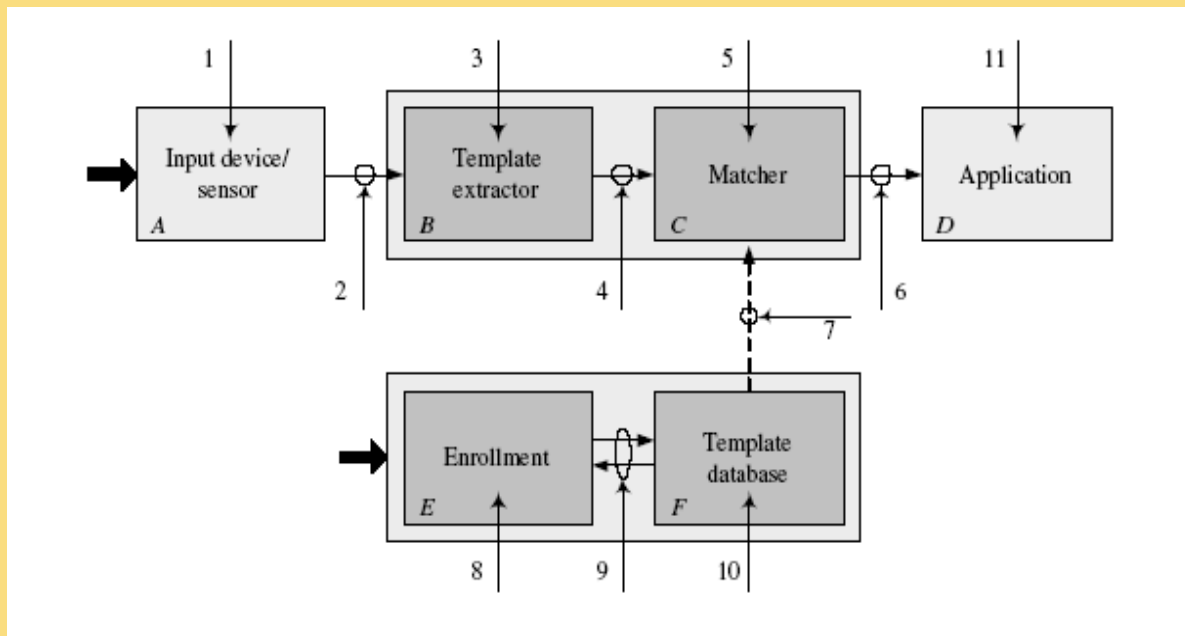 1
3
5
11
Input device/
sensor
A
Template
extractor
B
Matcher
C
Application
D
2
4
6
7
Enrollment
E
Template
database
F
8
9
10